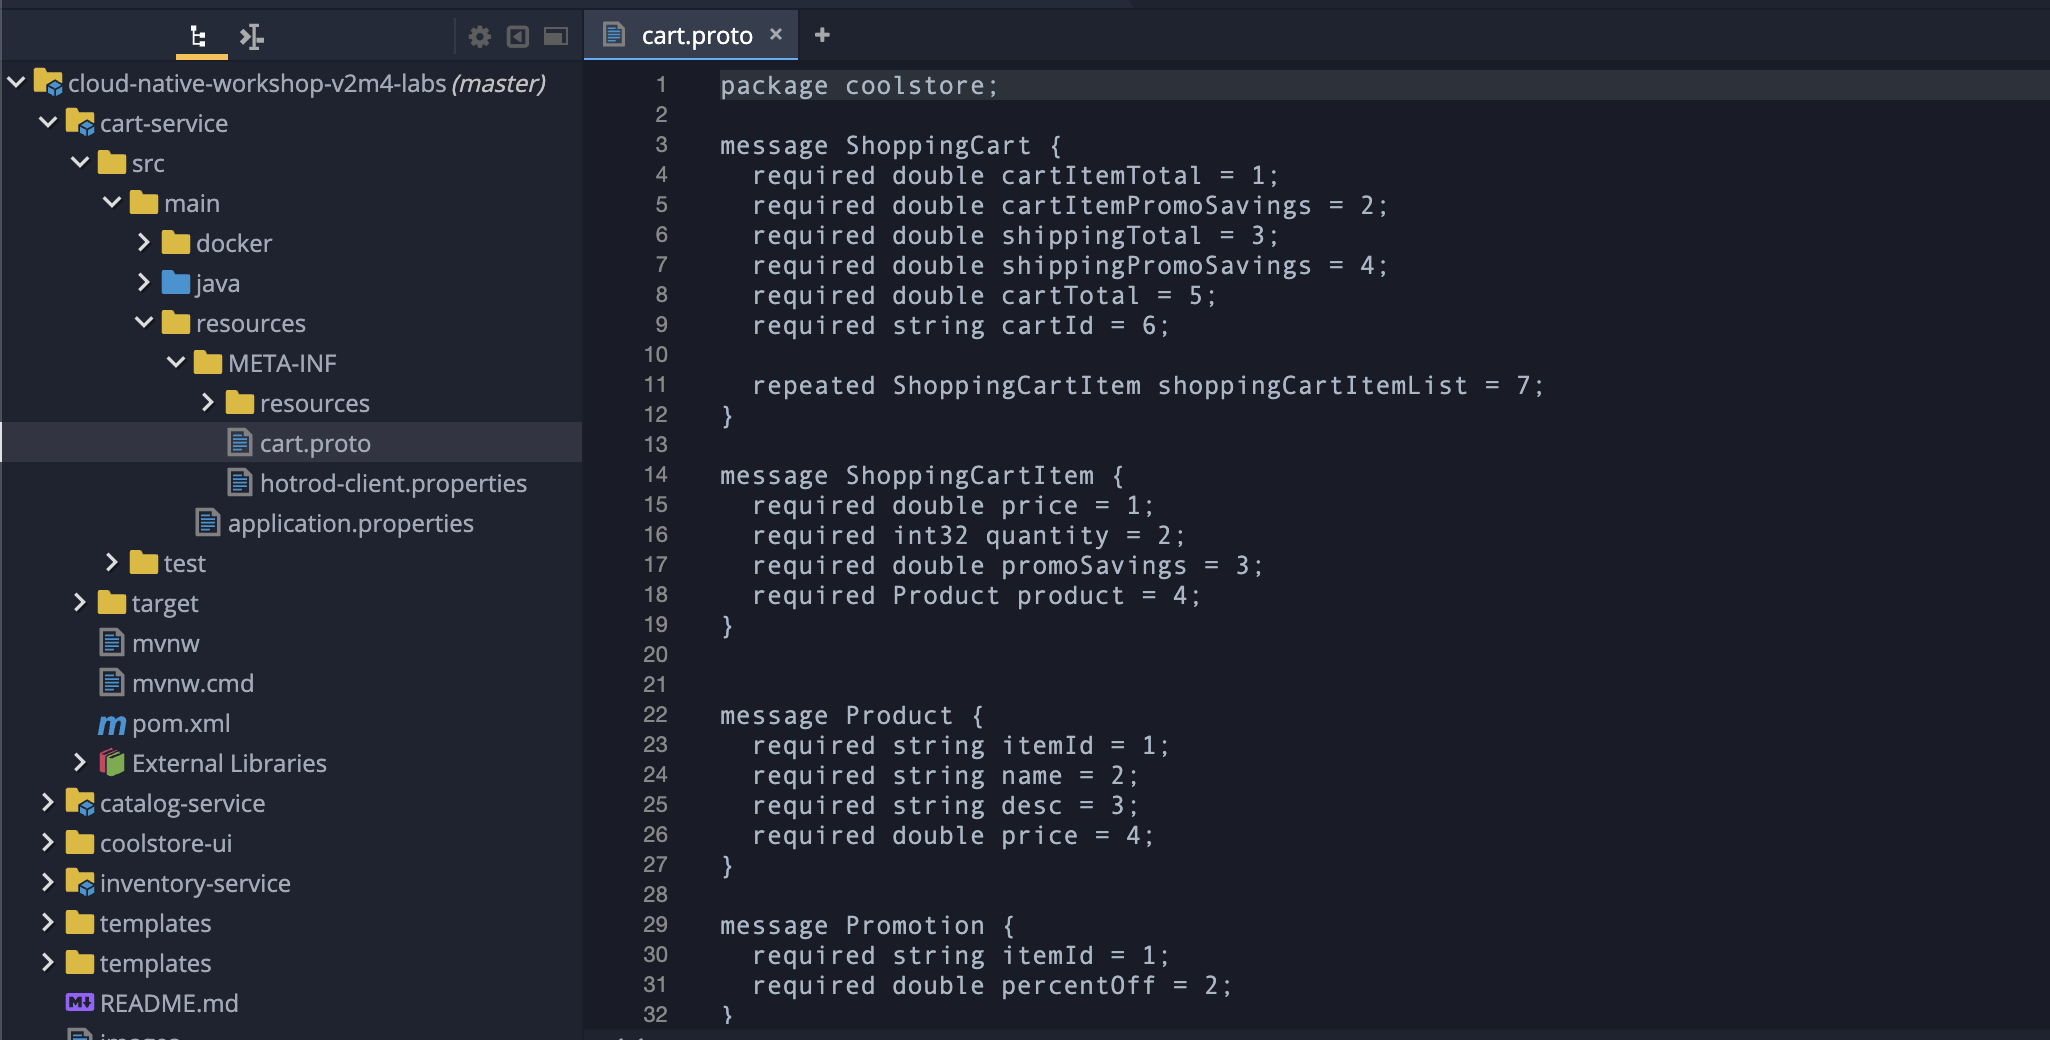 cart.proto × +
cloud-native-workshop-v2m4-labs (master)
cart-service
src
main
docker
java
resources
META-INF
resources
cart.proto
hotrod-client.properties
application.properties
test
target
mvnw
mvnw.cmd
m pom.xml
External Libraries
catalog-service
coolstore-ui
inventory-service
templates
templates
M README.md
1 package coolstore;
2
3 message ShoppingCart {
4 required double cartItemTotal = 1;
5 required double cartItemPromoSavings = 2;
6 required double shippingTotal = 3;
7 required double shippingPromoSavings = 4;
8 required double cartTotal = 5;
9 required string cartId = 6;
10
11 repeated ShoppingCartItem shoppingCartItemList = 7;
12 }
13
14 message ShoppingCartItem {
15 required double price = 1;
16 required int32 quantity = 2;
17 required double promoSavings = 3;
18 required Product product = 4;
19 }
20
21
22 message Product {
23 required string itemId = 1;
24 required string name = 2;
25 required string desc = 3;
26 required double price = 4;
27 }
28
29 message Promotion {
30 required string itemId = 1;
31 required double percentOff = 2;
32 }